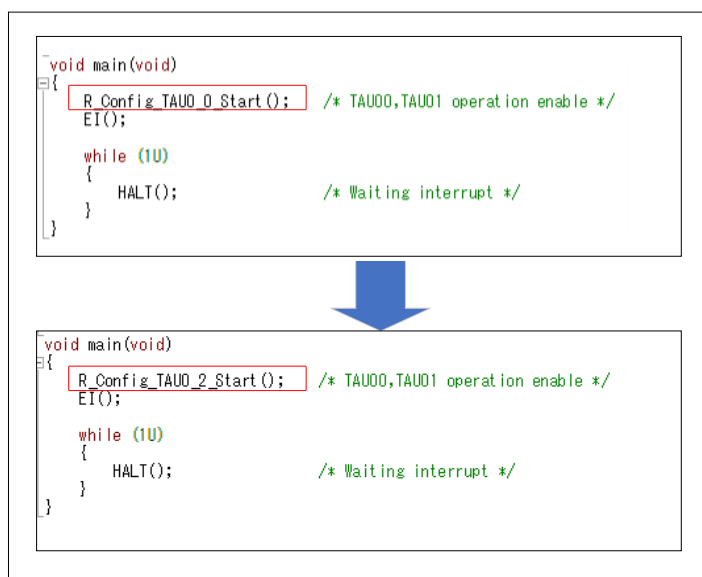 void main(void)
{
R_Config_TAU0_0_Start();    /* TAU00,TAU01 operation enable */
EI();
while (1U)
{
HALT();    /* Waiting interrupt */
}
}
void main(void)
{
R_Config_TAU0_2_Start();    /* TAU00,TAU01 operation enable */
EI();
while (1U)
{
HALT();    /* Waiting interrupt */
}
}